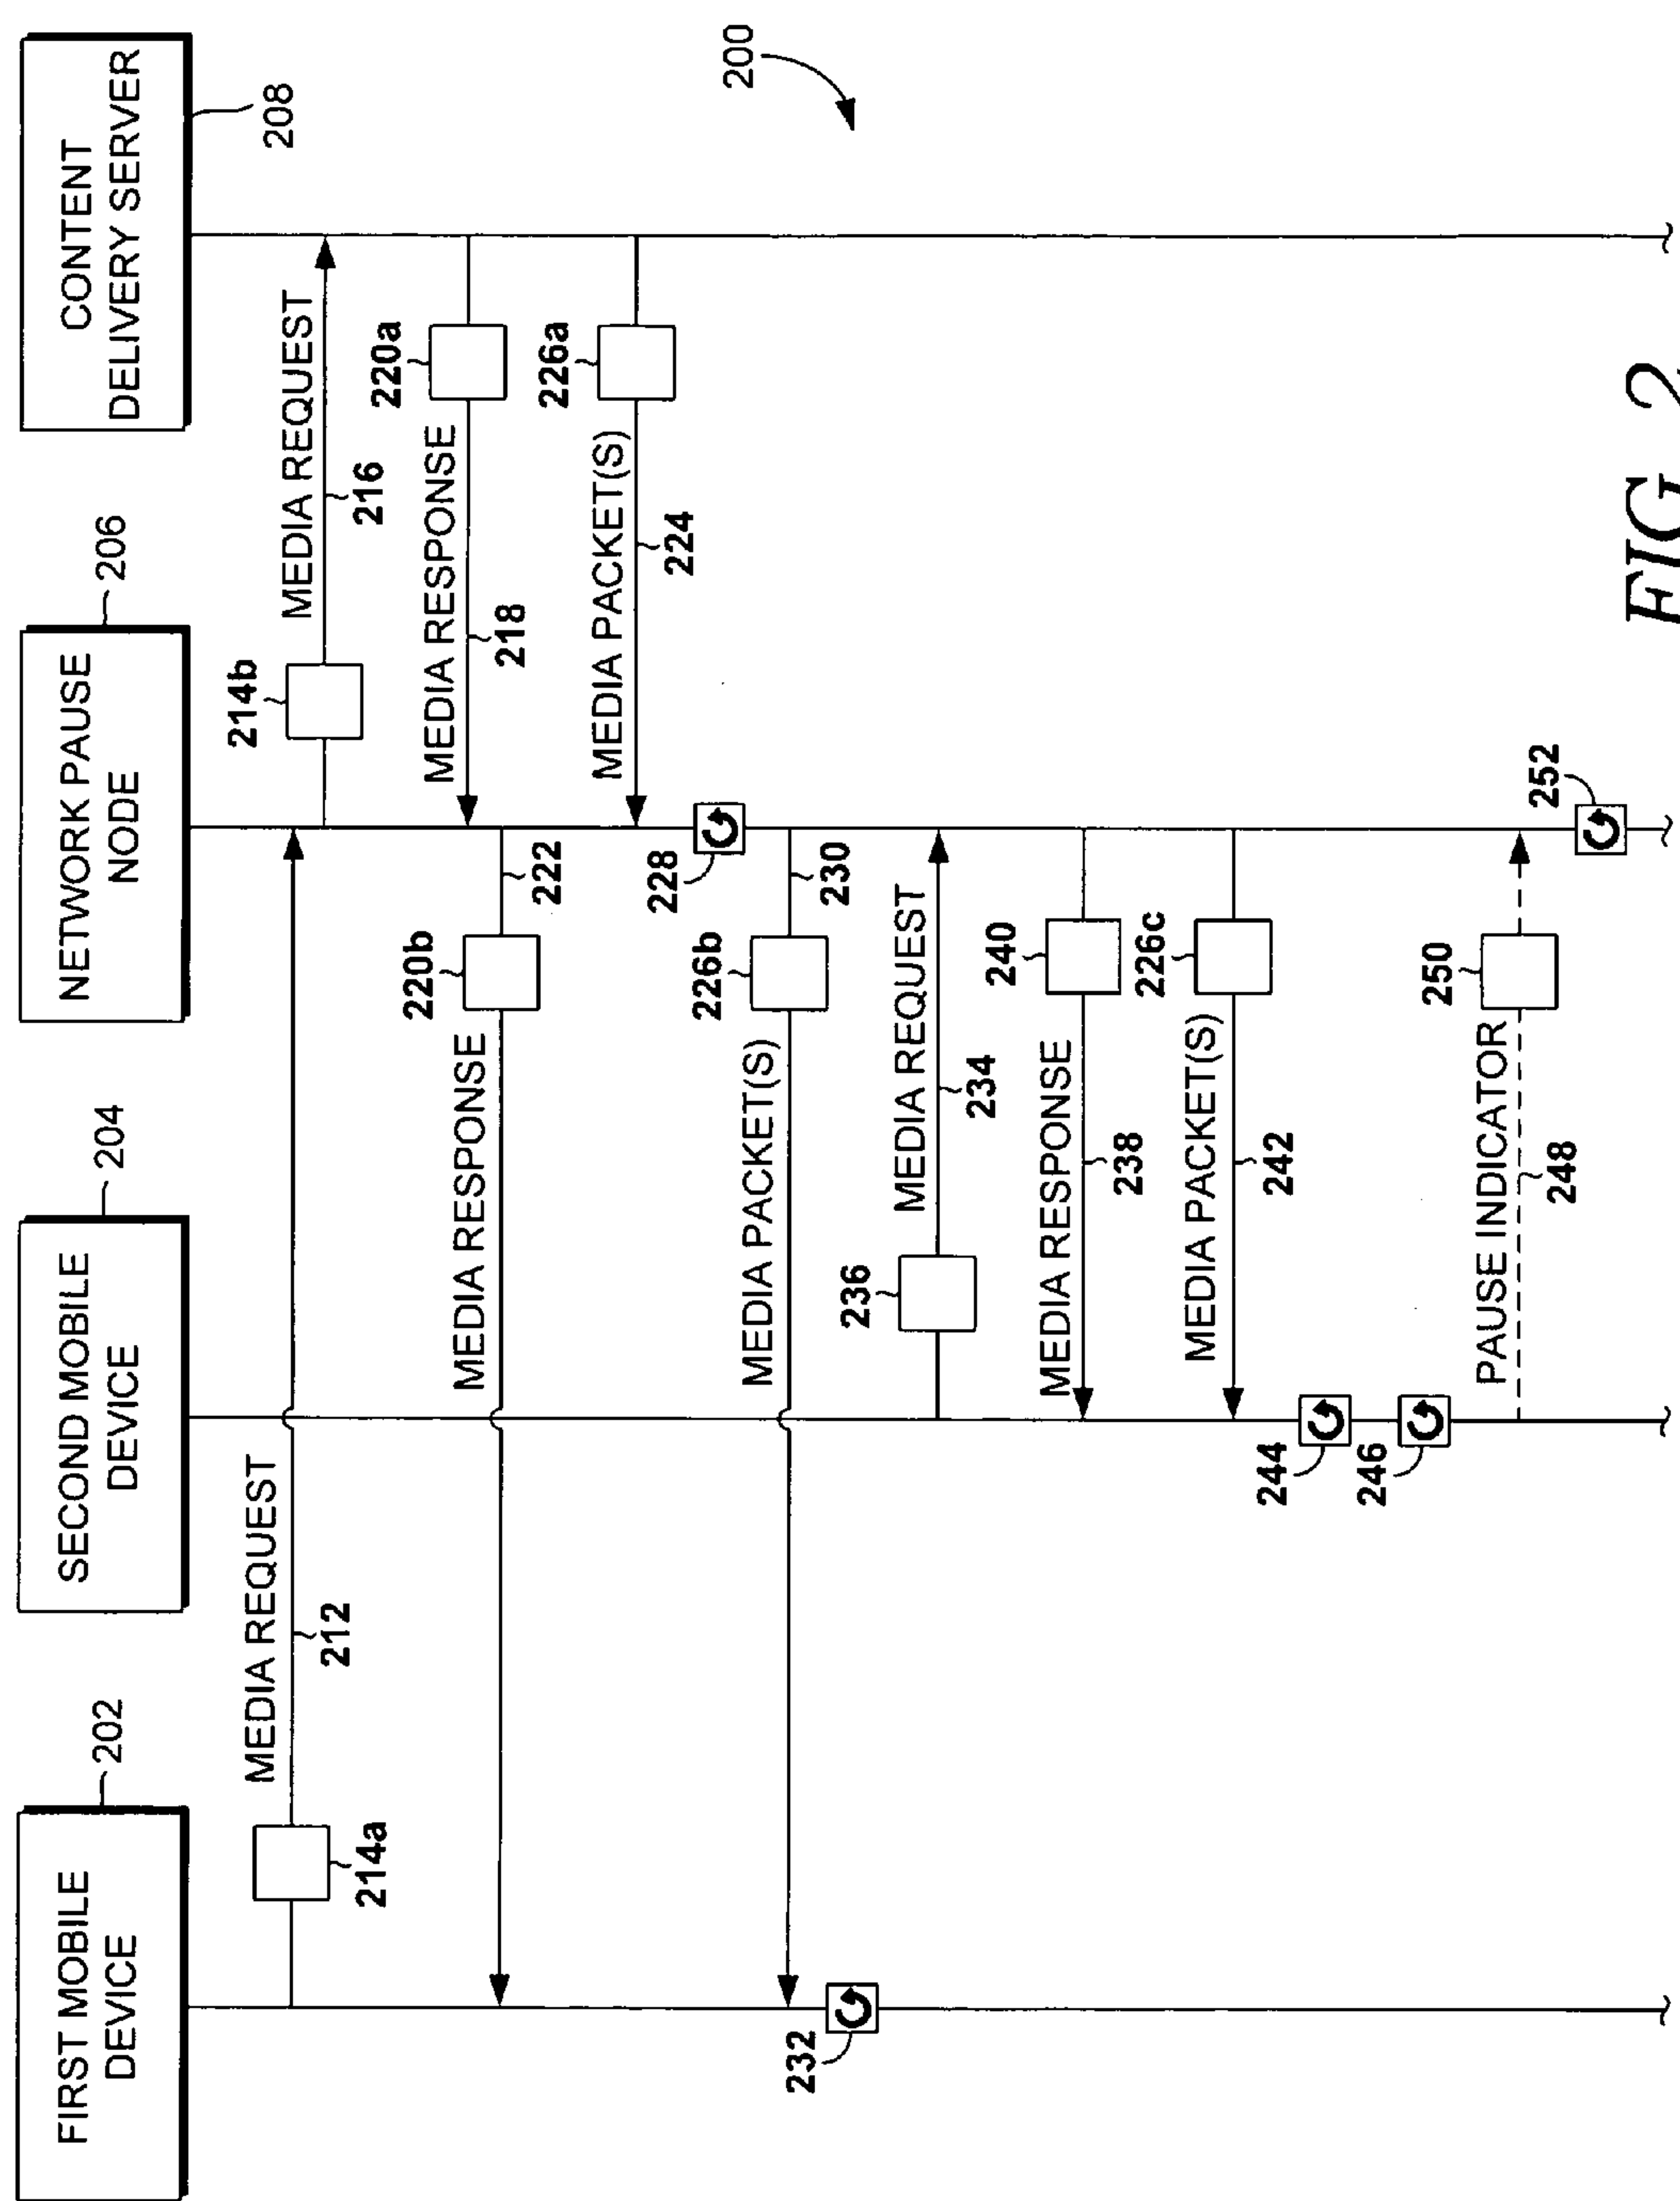 FIRST MOBILE
DEVICE
202
SECOND MOBILE
DEVICE
204
NETWORK PAUSE
NODE
206
CONTENT
DELIVERY SERVER
208
200
214a
MEDIA REQUEST
212
214b
MEDIA REQUEST
216
220a
MEDIA RESPONSE
218
MEDIA RESPONSE
220b
222
226a
MEDIA PACKET(S)
224
228
MEDIA PACKET(S)
226b
230
232
236
MEDIA REQUEST
234
240
MEDIA RESPONSE
238
226c
MEDIA PACKET(S)
242
244
246
PAUSE INDICATOR
250
248
252
FIG 2